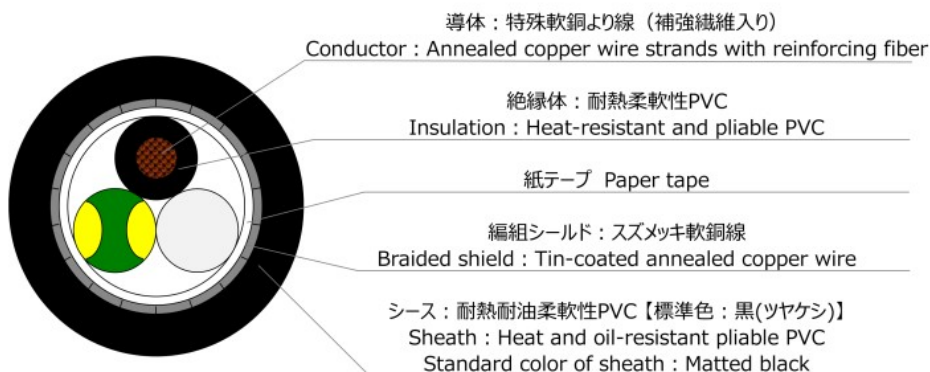 導体：特殊軟銅より線（補強繊維入り）
Conductor : Annealed copper wire strands with reinforcing fiber
絶縁体：耐熱柔軟性PVC
Insulation : Heat-resistant and pliable PVC
紙テープ Paper tape
編組シールド：スズメッキ軟銅線
Braided shield : Tin-coated annealed copper wire
シース：耐熱耐油柔軟性PVC【標準色：黒(ツヤケシ)】
Sheath : Heat and oil-resistant pliable PVC
Standard color of sheath : Matted black